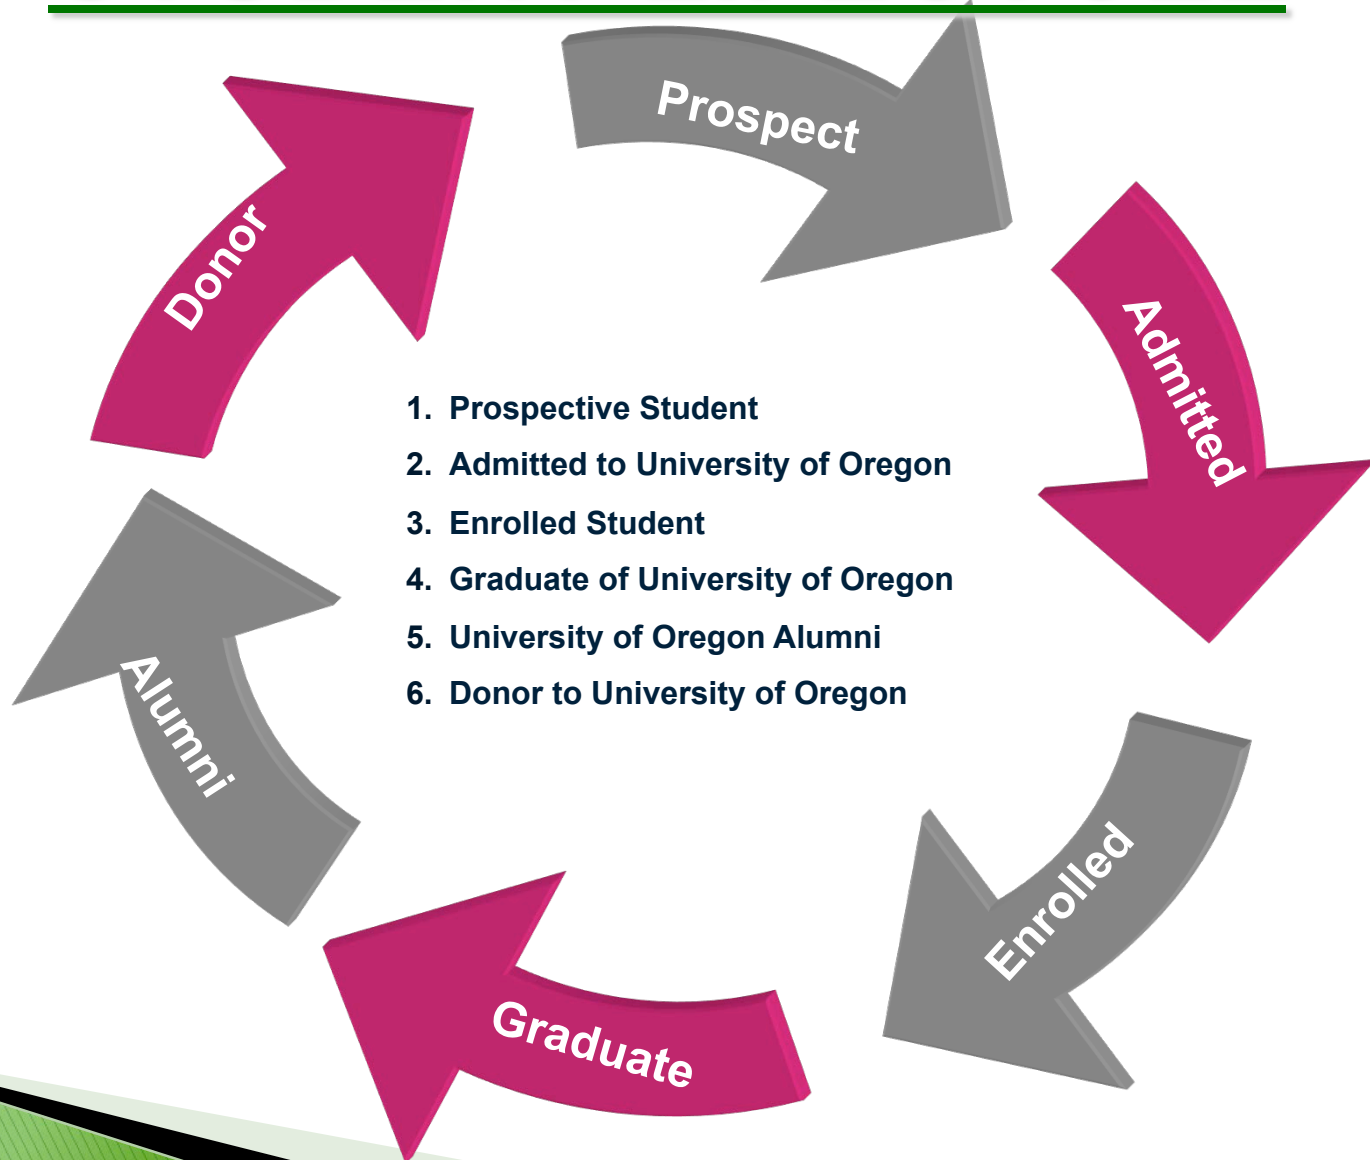 Prospect
Donor
Admitted
1. Prospective Student
2. Admitted to University of Oregon
3. Enrolled Student
4. Graduate of University of Oregon
5. University of Oregon Alumni
6. Donor to University of Oregon
Alumni
Enrolled
Graduate